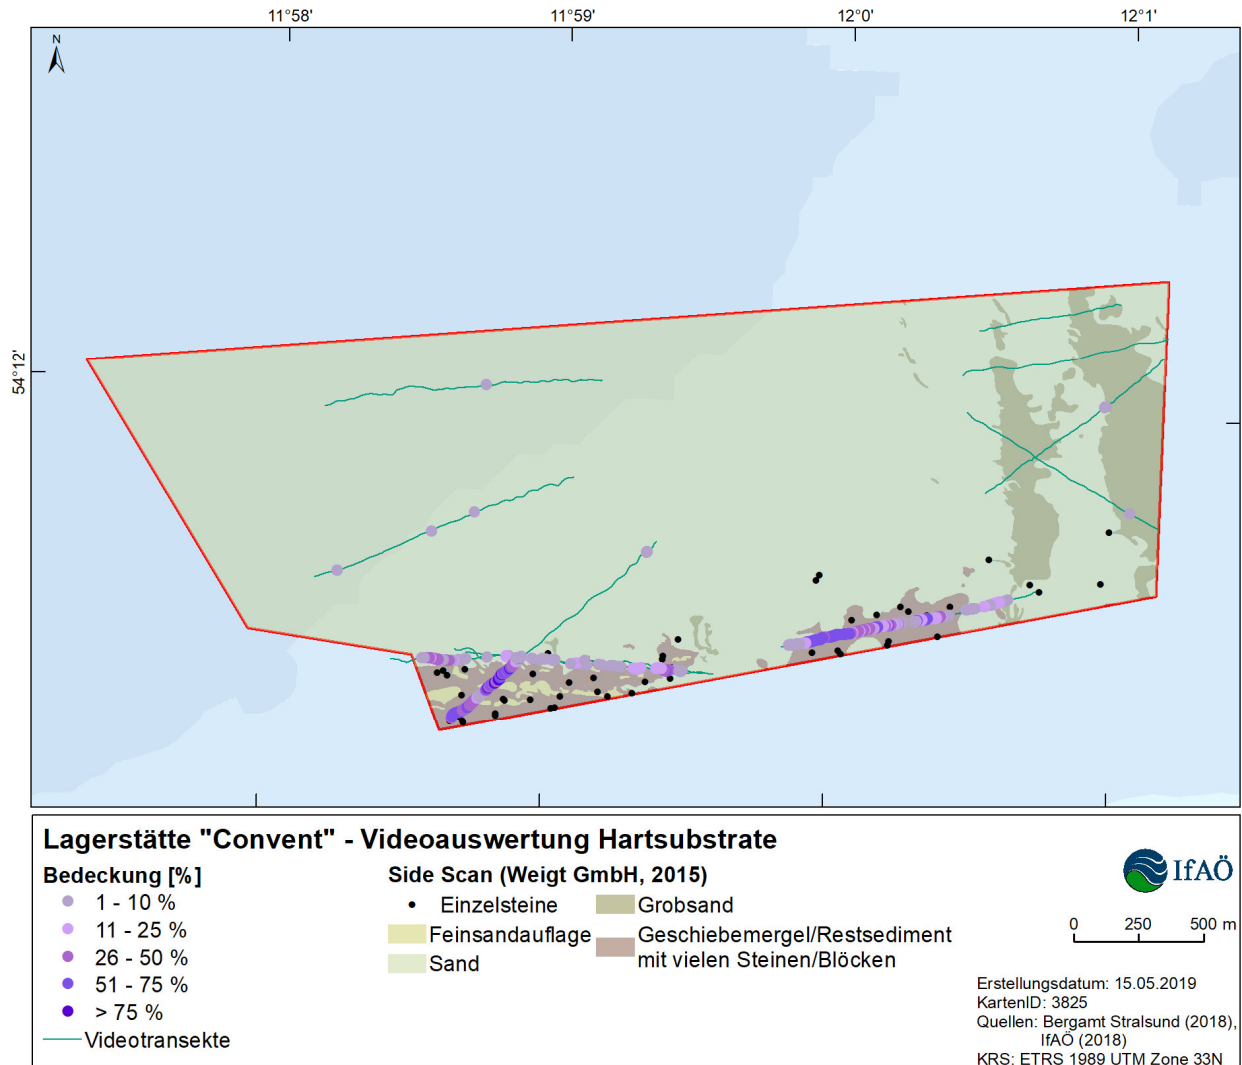 11°58'
11°59'
12°0'
12°1'
N
54°12'
Lagerstätte "Convent" - Videoauswertung Hartsubstrate
Bedeckung [%]
1 - 10 %
11 - 25 %
26 - 50 %
51 - 75 %
> 75 %
Videotransekte
Side Scan (Weigt GmbH, 2015)
Einzelsteine
Feinsandauflage
Sand
Grobsand
Geschiebemergel/Restsediment
mit vielen Steinen/Blöcken
IfAÖ
0 250 500 m
Erstellungsdatum: 15.05.2019
KartenID: 3825
Quellen: Bergamt Stralsund (2018),
IfAÖ (2018)
KRS: ETRS 1989 UTM Zone 33N